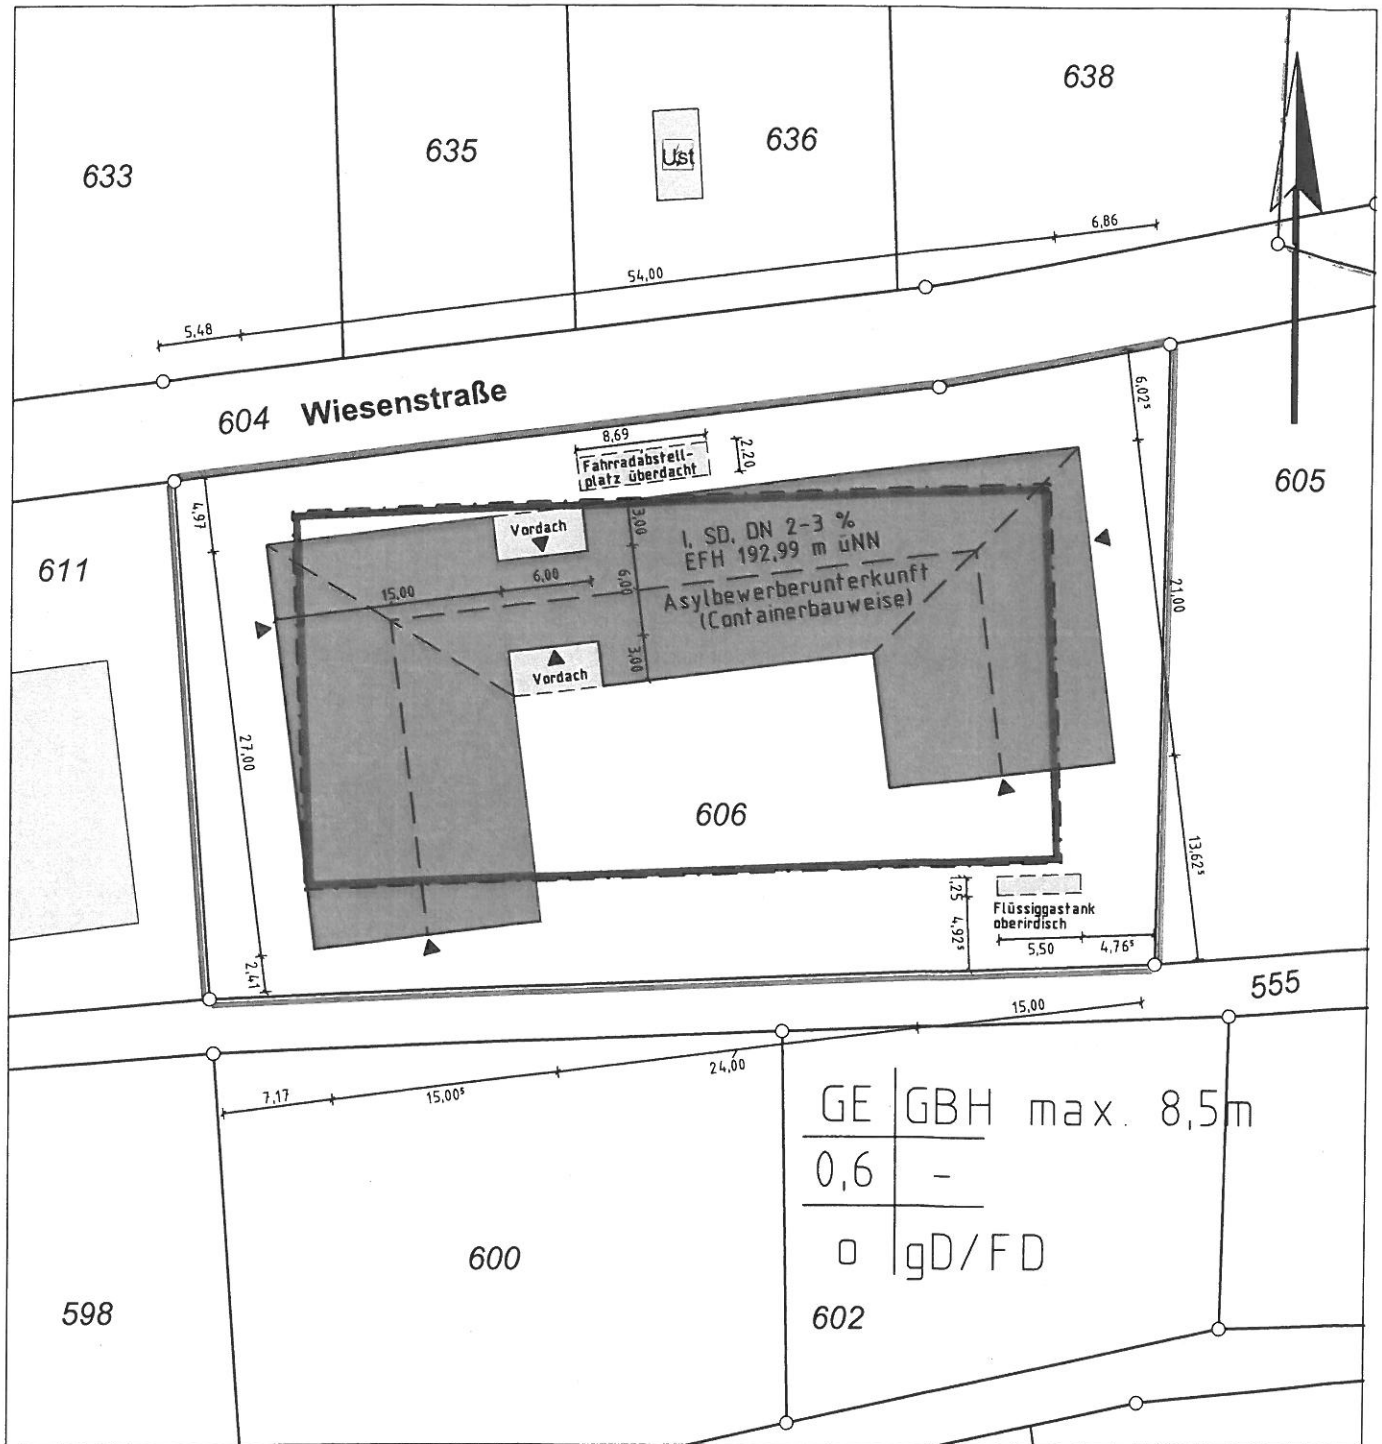 638
635
636
Ust
633
6,86
54,00
5,48
604 Wiesenstraße
6,02⁵
8,69
2,20
Fahrradabstell-
platz überdacht
605
4,97
Vordach
3,00
I, SD, DN 2-3 %
EFH 192,99 m üNN
611
15,00
6,00
6,00
Asylbewerberunterkunft
(Containerbauweise)
21,00
3,00
Vordach
27,00
606
13,62⁵
1,25
Flüssiggastank
oberirdisch
4,92⁵
5,50
4,76⁵
2,41
555
15,00
24,00
7,17
15,00⁵
GE GBH max. 8,5m
0,6 -
o gD/FD
600
598
602